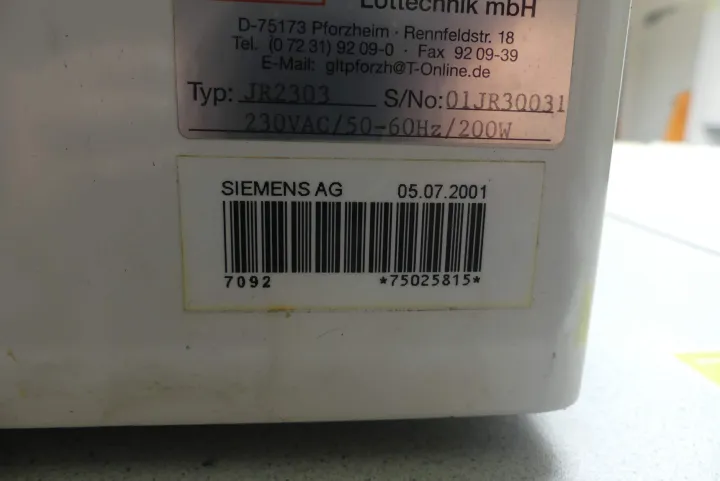 Löttechnik mbH
D-75173 Pforzheim · Rennfeldstr. 18
Tel. (0 72 31) 92 09-0 · Fax 92 09-39
E-Mail: gltpforzh@T-Online.de
Typ: JR2303 S/No: 01JR30031
230VAC/50-60Hz/200W
SIEMENS AG 05.07.2001
7092 *75025815*